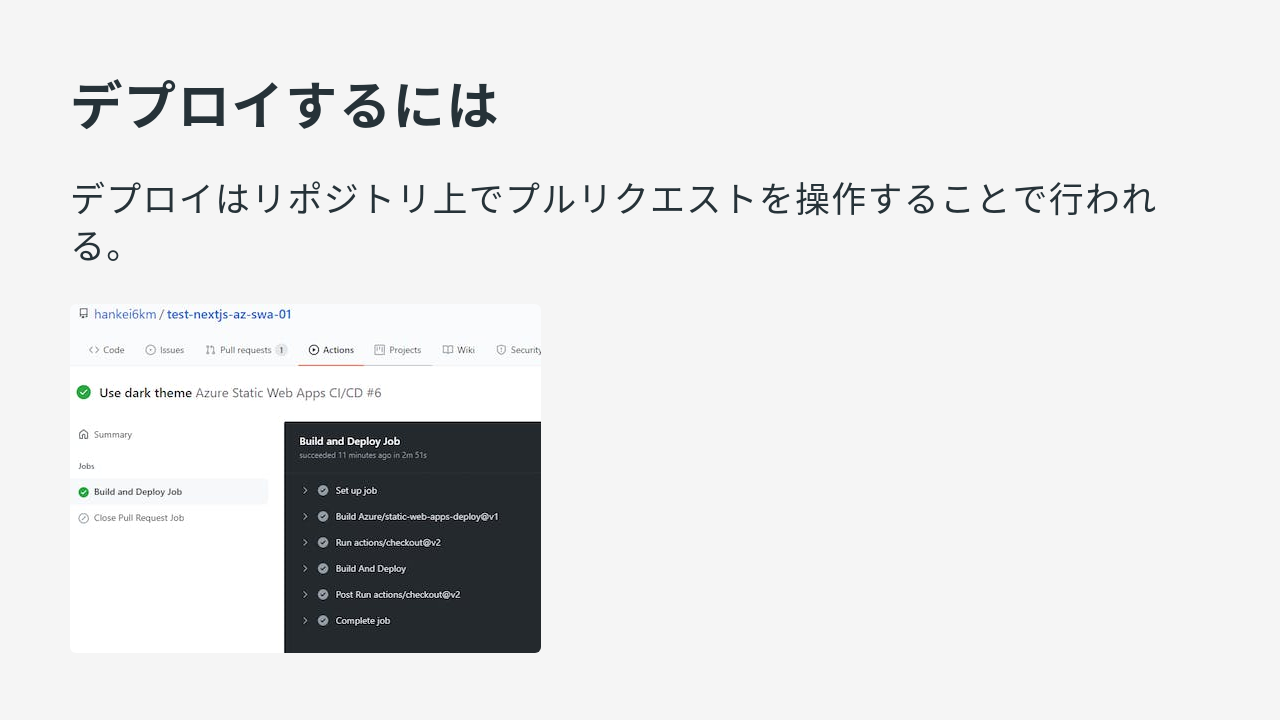 デプロイするには
デプロイはリポジトリ上でプルリクエストを操作することで行われ
る。
hankei6km / test-nextjs-az-swa-01
Code Issues Pull requests 1 Actions Projects Wiki Security
Use dark theme Azure Static Web Apps CI/CD #6
Summary
Jobs
Build and Deploy Job
Close Pull Request Job
Build and Deploy Job
succeeded 11 minutes ago in 2m 51s
Set up job
Build Azure/static-web-apps-deploy@v1
Run actions/checkout@v2
Build And Deploy
Post Run actions/checkout@v2
Complete job